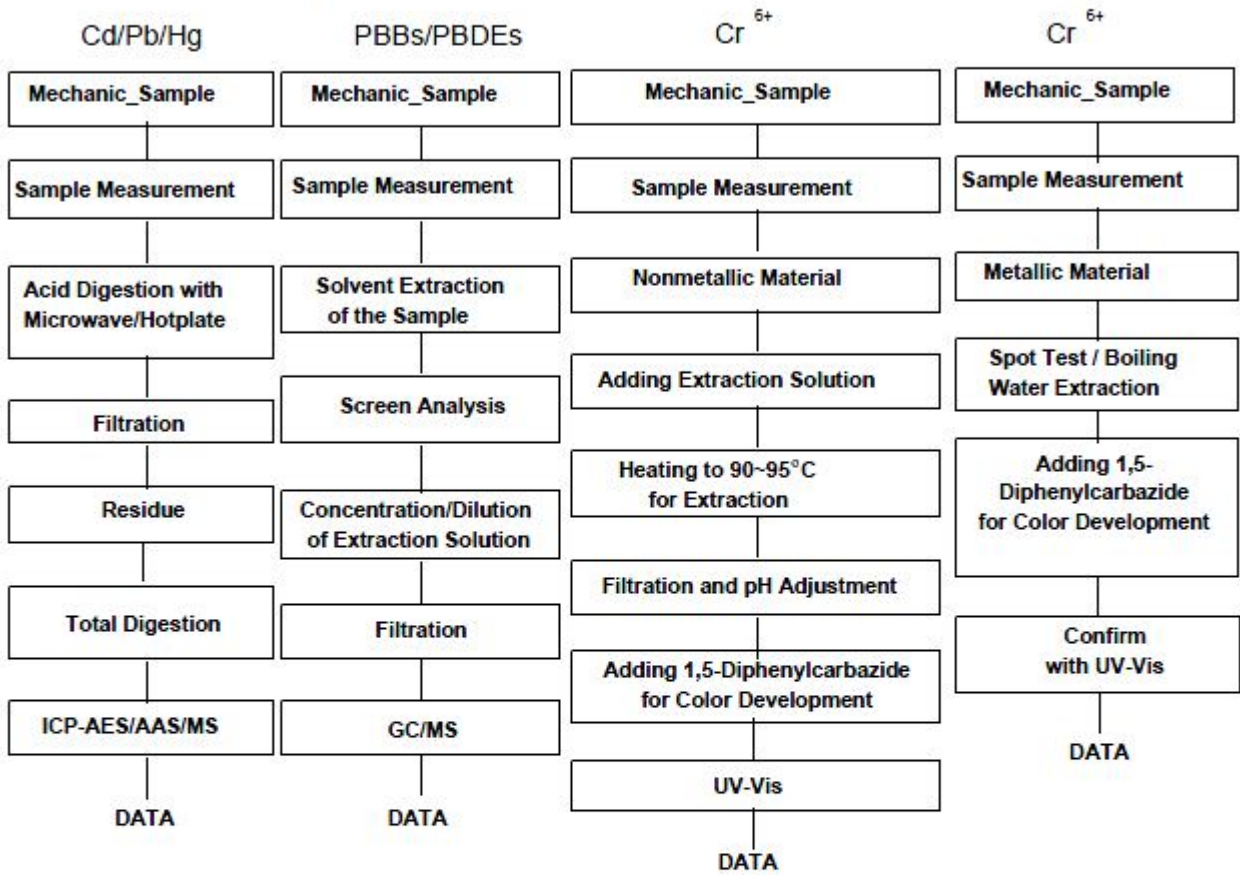 Cd/Pb/Hg
Mechanic_Sample
Sample Measurement
Acid Digestion with
Microwave/Hotplate
Filtration
Residue
Total Digestion
ICP-AES/AAS/MS
DATA
PBBs/PBDEs
Mechanic_Sample
Sample Measurement
Solvent Extraction
of the Sample
Screen Analysis
Concentration/Dilution
of Extraction Solution
Filtration
GC/MS
DATA
Cr 6+
Mechanic_Sample
Sample Measurement
Nonmetallic Material
Adding Extraction Solution
Heating to 90~95°C
for Extraction
Filtration and pH Adjustment
Adding 1,5-Diphenylcarbazide
for Color Development
UV-Vis
DATA
Cr 6+
Mechanic_Sample
Sample Measurement
Metallic Material
Spot Test / Boiling
Water Extraction
Adding 1,5-
Diphenylcarbazide
for Color Development
Confirm
with UV-Vis
DATA